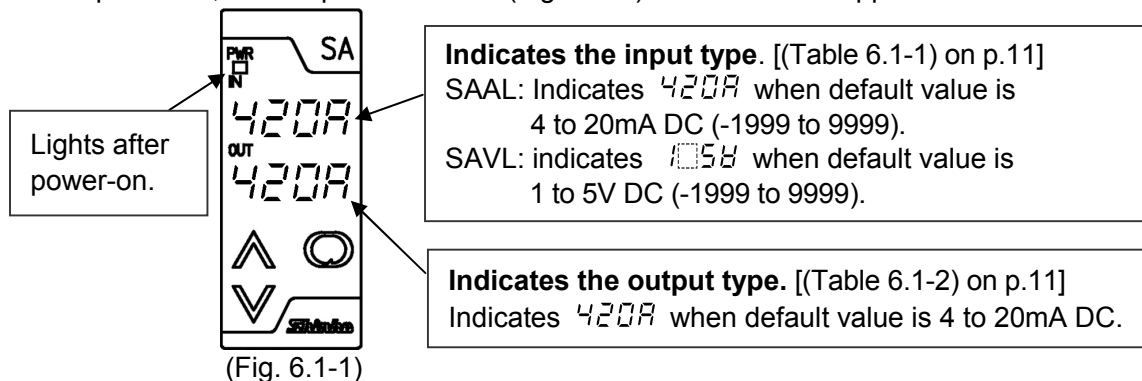 PWR
SA
IN
420A
OUT
420A
Shinko
(Fig. 6.1-1)
Lights after
power-on.
Indicates the input type. [(Table 6.1-1) on p.11]
SAAL: Indicates 420A when default value is
4 to 20mA DC (-1999 to 9999).
SAVL: indicates 1 5V when default value is
1 to 5V DC (-1999 to 9999).
Indicates the output type. [(Table 6.1-2) on p.11]
Indicates 420A when default value is 4 to 20mA DC.